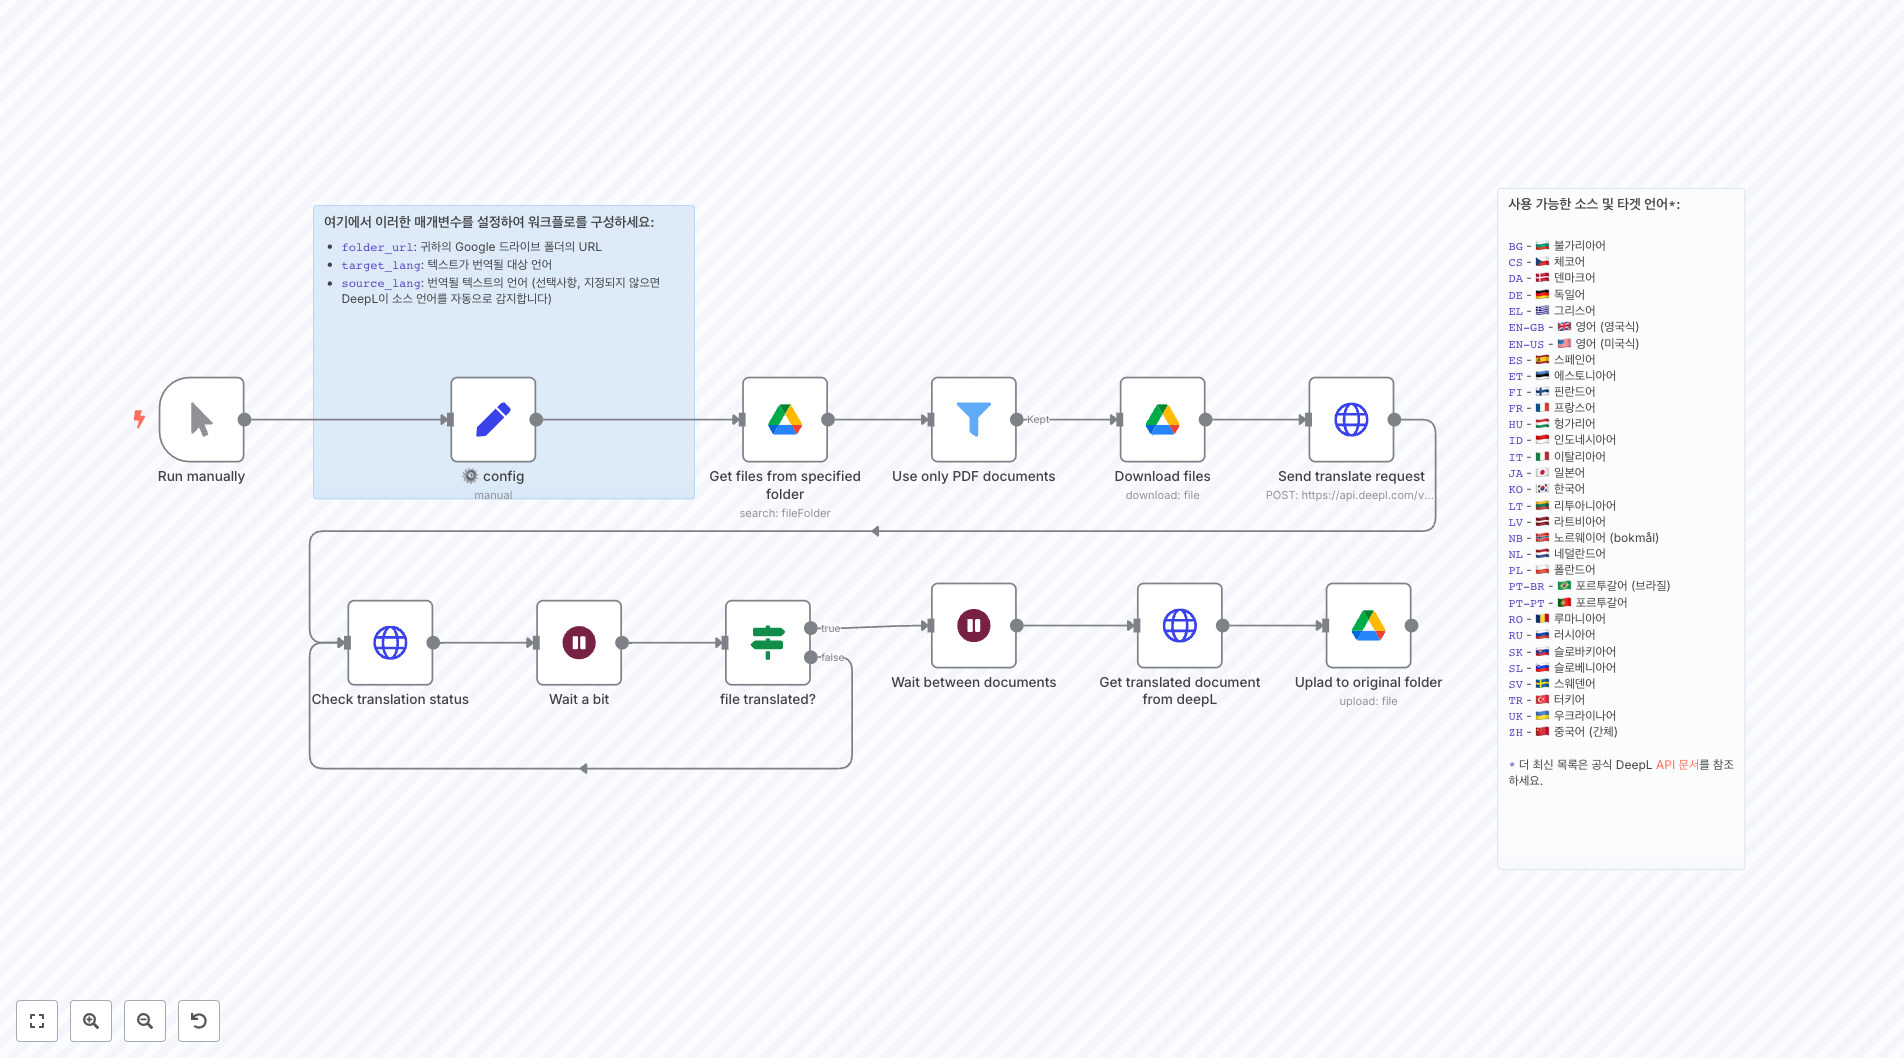 여기에서 이러한 매개변수를 설정하여 워크플로를 구성하세요:
folder_url: 귀하의 Google 드라이브 폴더의 URL
target_lang: 텍스트가 번역될 대상 언어
source_lang: 번역될 텍스트의 언어 (선택사항, 지정되지 않으면
DeepL이 소스 언어를 자동으로 감지합니다)
Run manually
⚙️ config
manual
Get files from specified
folder
search: fileFolder
Use only PDF documents
Kept
Download files
download: file
Send translate request
POST: https://api.deepl.com/v...
Check translation status
Wait a bit
file translated?
true
false
Wait between documents
Get translated document
from deepL
Uplad to original folder
upload: file
사용 가능한 소스 및 타겟 언어*:
BG - 🇧🇬 불가리아어
CS - 🇨🇿 체코어
DA - 🇩🇰 덴마크어
DE - 🇩🇪 독일어
EL - 🇬🇷 그리스어
EN-GB - 🇬🇧 영어 (영국식)
EN-US - 🇺🇸 영어 (미국식)
ES - 🇪🇸 스페인어
ET - 🇪🇪 에스토니아어
FI - 🇫🇮 핀란드어
FR - 🇫🇷 프랑스어
HU - 🇭🇺 헝가리어
ID - 🇮🇩 인도네시아어
IT - 🇮🇹 이탈리아어
JA - 🇯🇵 일본어
KO - 🇰🇷 한국어
LT - 🇱🇹 리투아니아어
LV - 🇱🇻 라트비아어
NB - 🇳🇴 노르웨이어 (bokmål)
NL - 🇳🇱 네덜란드어
PL - 🇵🇱 폴란드어
PT-BR - 🇧🇷 포르투갈어 (브라질)
PT-PT - 🇵🇹 포르투갈어
RO - 🇷🇴 루마니아어
RU - 🇷🇺 러시아어
SK - 🇸🇰 슬로바키아어
SL - 🇸🇮 슬로베니아어
SV - 🇸🇪 스웨덴어
TR - 🇹🇷 터키어
UK - 🇺🇦 우크라이나어
ZH - 🇨🇳 중국어 (간체)
* 더 최신 목록은 공식 DeepL API 문서를 참조
하세요.